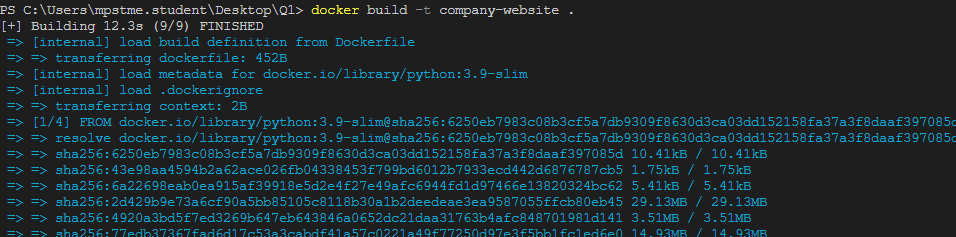 PS C:\Users\mpstme.student\Desktop\Q1> docker build -t company-website .
[+] Building 12.3s (9/9) FINISHED
=> [internal] load build definition from Dockerfile
=> => transferring dockerfile: 452B
=> [internal] load metadata for docker.io/library/python:3.9-slim
=> [internal] load .dockerignore
=> => transferring context: 2B
=> [1/4] FROM docker.io/library/python:3.9-slim@sha256:6250eb7983c08b3cf5a7db9309f8630d3ca03dd152158fa37a3f8daaf397085d
=> => resolve docker.io/library/python:3.9-slim@sha256:6250eb7983c08b3cf5a7db9309f8630d3ca03dd152158fa37a3f8daaf397085d
=> => sha256:6250eb7983c08b3cf5a7db9309f8630d3ca03dd152158fa37a3f8daaf397085d 10.41kB / 10.41kB
=> => sha256:43e98aa4594b2a62ace026fb04338453f799bd6012b7933ecd442d6876787cb5 1.75kB / 1.75kB
=> => sha256:6a22698eab0ea915af39918e5d2e4f27e49afc6944fd1d97466e13820324bc62 5.41kB / 5.41kB
=> => sha256:2d429b9e73a6cf90a5bb85105c8118b30a1b2deedeae3ea9587055ffcb80eb45 29.13MB / 29.13MB
=> => sha256:4920a3bd5f7ed3269b647eb643846a0652dc21daa31763b4afc848701981d141 3.51MB / 3.51MB
=> => sha256:77edb37367fad6d17c53a3cabdf41a57c0221a49f77250d97e3f5bb1fc1ed6e0 14.93MB / 14.93MB